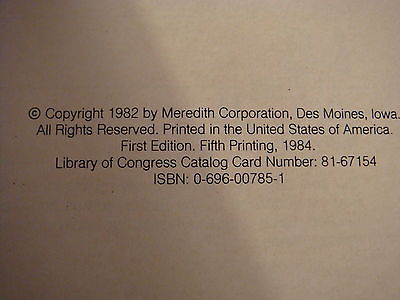 © Copyright 1982 by Meredith Corporation, Des Moines, Iowa.
All Rights Reserved. Printed in the United States of America.
First Edition. Fifth Printing, 1984.
Library of Congress Catalog Card Number: 81-67154
ISBN: 0-696-00785-1